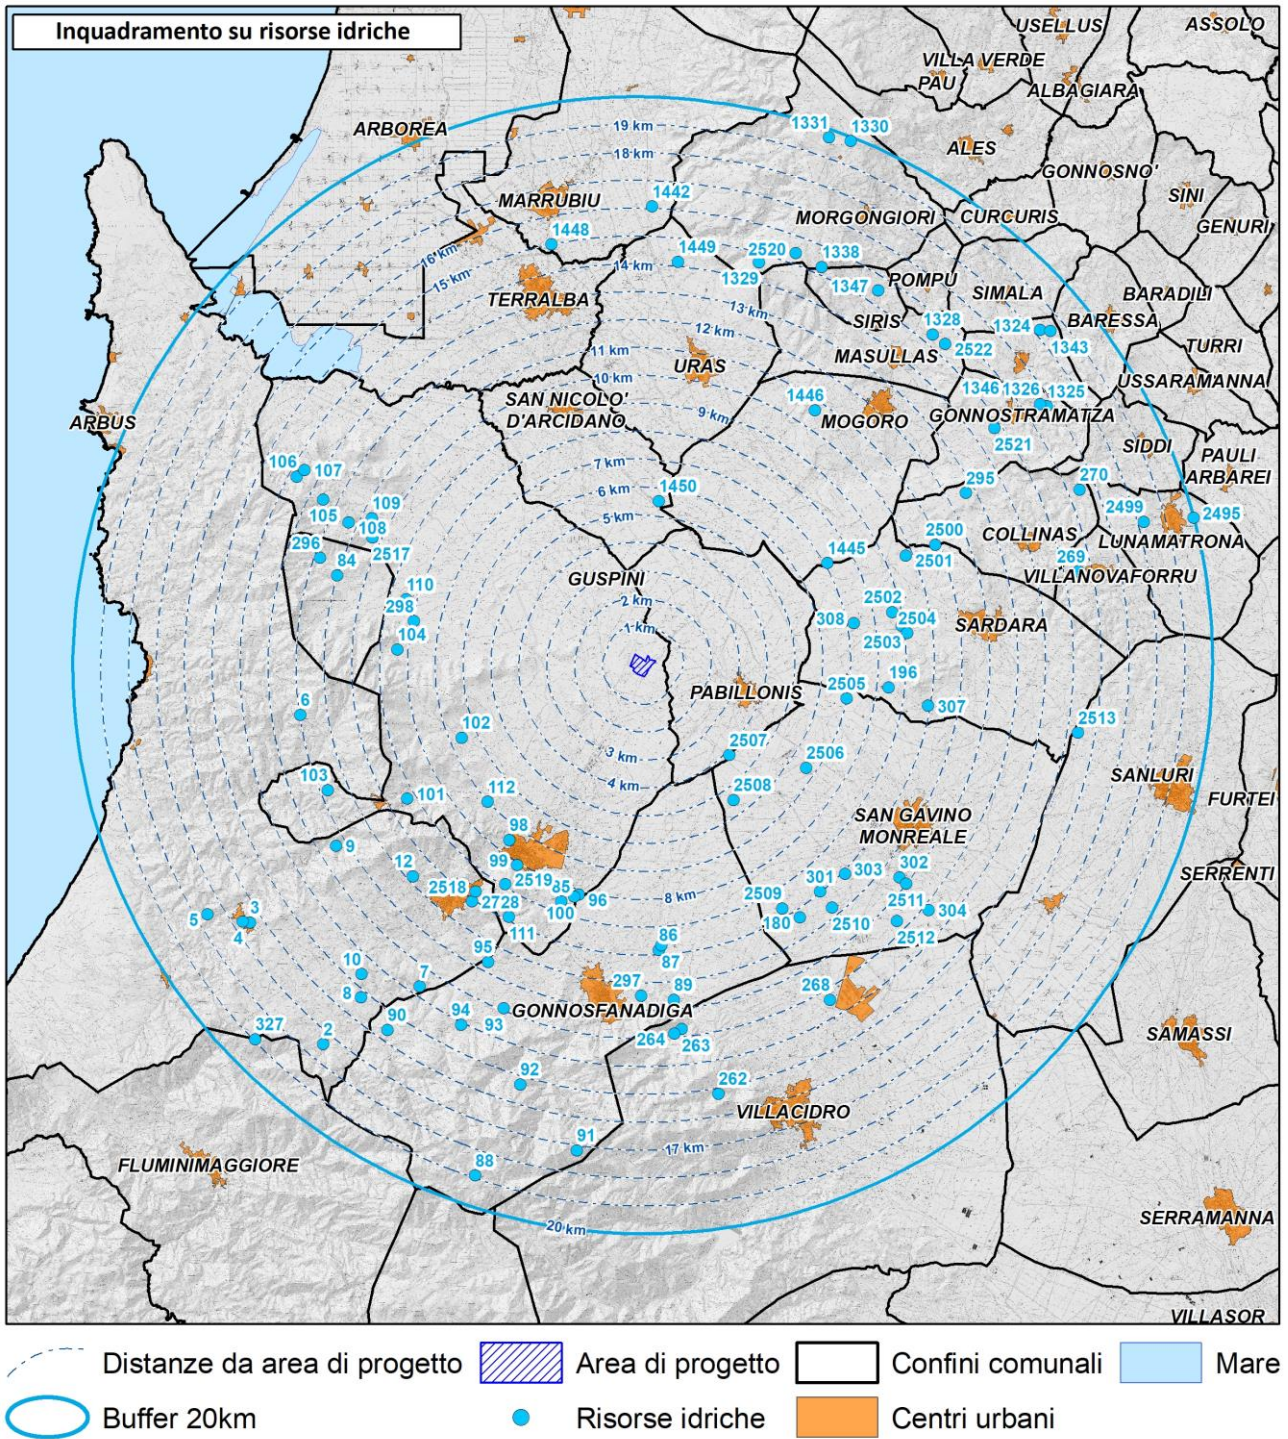 Inquadramento su risorse idriche
USELLUS
ASSOLO
VILLA VERDE
PAU
ALBAGIARA
ARBOREA
19 km
1331
1330
ALES
18 km
GONNOSNO'
SINI
MARRUBIU
1442
MORGONGIORI
CURCURIS
GENURI
1448
16 km
1449
2520
1338
15 km
14 km
1329
1347
POMPU
SIMALA
BARADILI
TERRALBA
13 km
SIRIS
1328
1324
BARESSA
12 km
1343
TURRI
11 km
MASULLAS
2522
URAS
10 km
1346
1326
1325
USSARAMANNA
SAN NICOLO'
D'ARCIDANO
9 km
1446
MOGORO
GONNOSTRAMATZA
ARBUS
2521
SIDDI
PAULI
ARBAREI
106
107
7 km
295
270
6 km
1450
109
105
108
5 km
2499
2495
2500
COLLINAS
LUNAMATRONA
296
2517
84
1445
2501
269
VILLANOVAFORRU
GUSPINI
110
298
2 km
2502
2504
308
SARDARA
104
1 km
2503
196
PABILLONIS
2505
6
307
2513
102
2507
3 km
2506
103
4 km
2508
SANLURI
101
112
FURTEI
98
SAN GAVINO
MONREALE
9
99
12
303
302
SERRENTI
2518
2519
85
8 km
301
2728
100
96
2509
2511
5
3
304
4
111
180
2510
2512
95
86
87
10
7
297
89
268
8
94
93
GONNOSFANADIGA
327
2
90
264
263
SAMASSI
92
262
VILLACIDRO
91
17 km
FLUMINIMAGGIORE
88
SERRAMANNA
20 km
VILLASOR
Distanze da area di progetto
Area di progetto
Confini comunali
Mare
Buffer 20km
Risorse idriche
Centri urbani